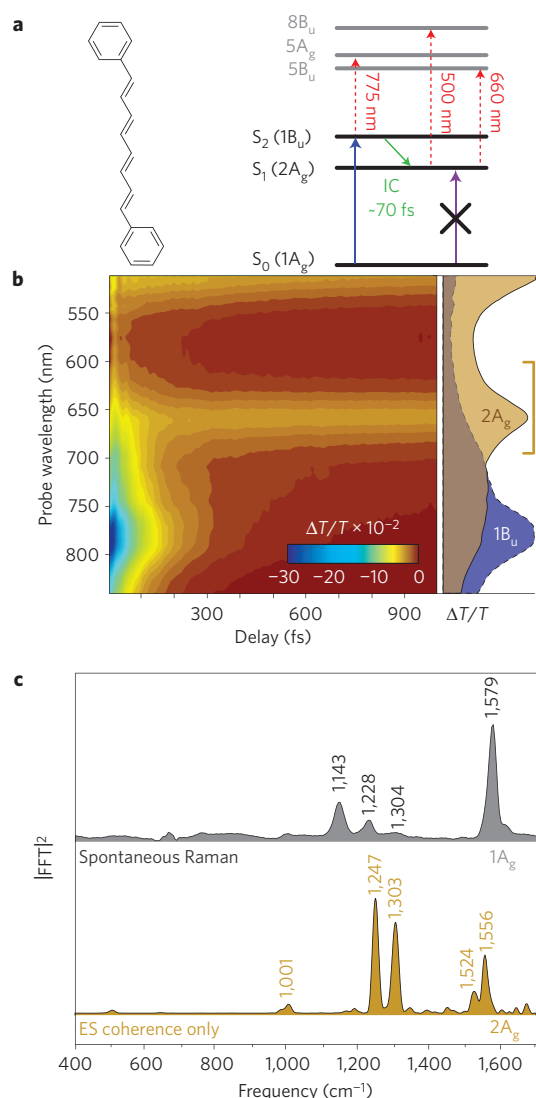 a
8Bu
5Ag
5Bu
775 nm
500 nm
660 nm
S2 (1Bu)
S1 (2Ag)
IC
~70 fs
S0 (1Ag)
b
Probe wavelength (nm)
550
600
650
700
750
800
2Ag
1Bu
ΔT/T × 10−2
−30 −20 −10 0
300 600 900
Delay (fs)
ΔT/T
c
|FFT|2
1,143
1,228
1,304
1,579
Spontaneous Raman
1Ag
1,001
1,247
1,303
1,524
1,556
ES coherence only
2Ag
400 600 800 1,000 1,200 1,400 1,600
Frequency (cm−1)